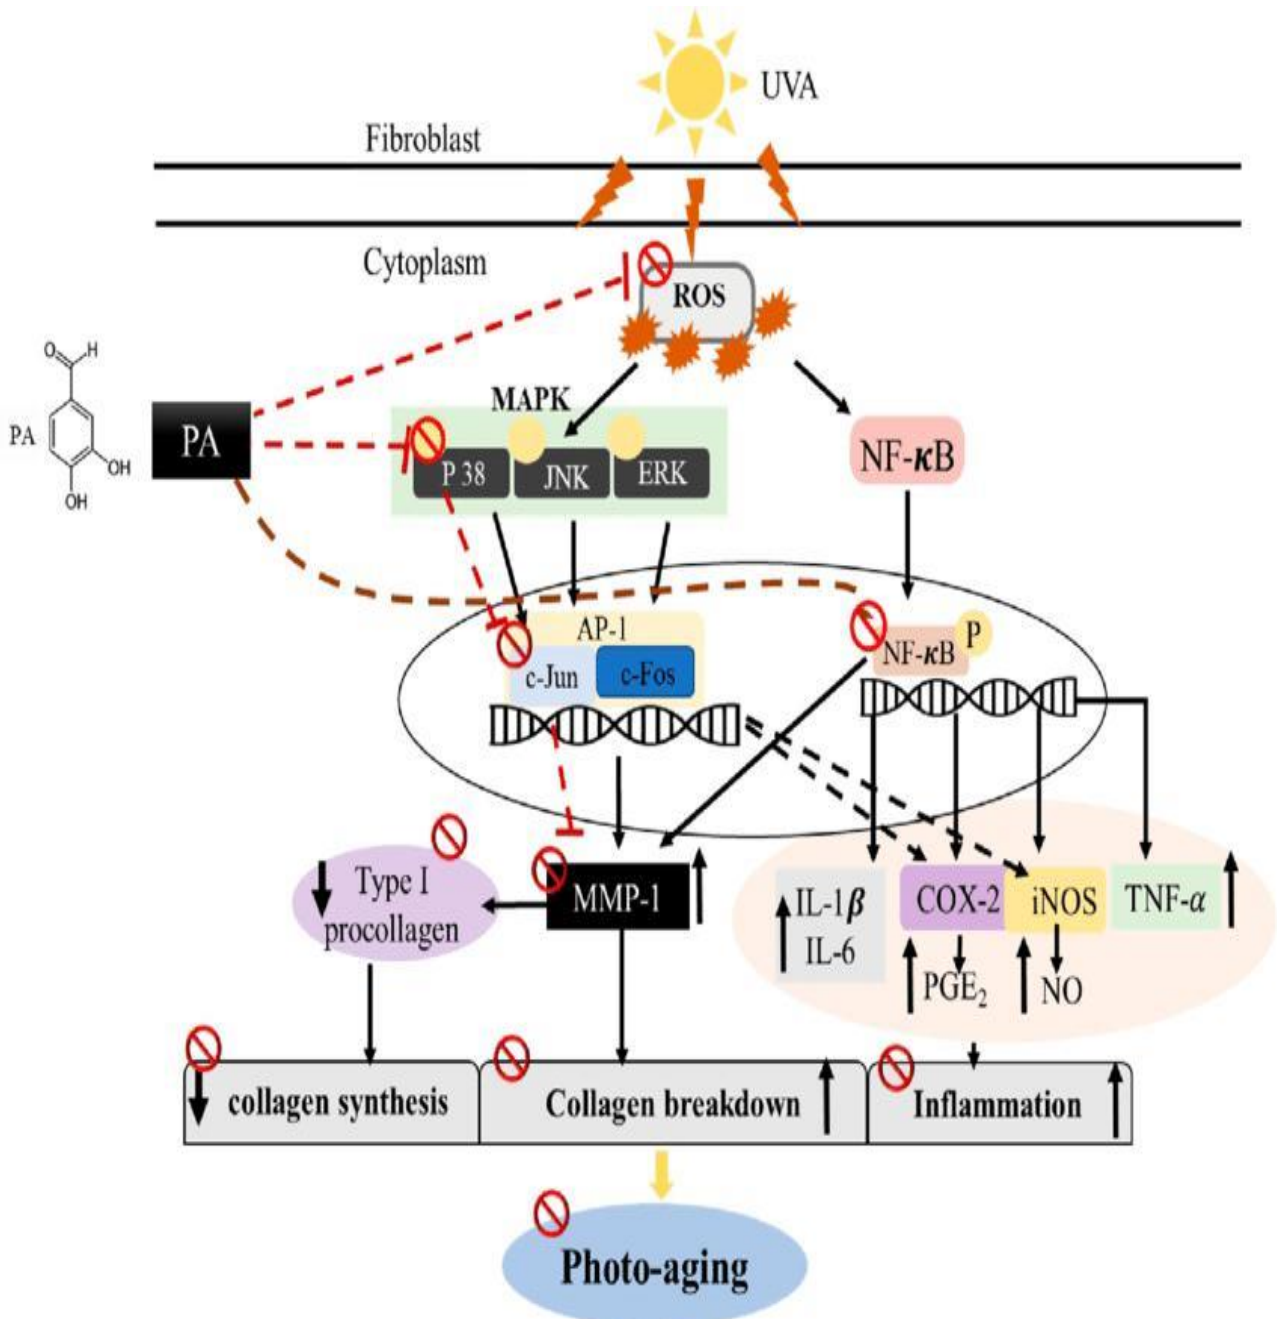 UVA
Fibroblast
Cytoplasm
ROS
MAPK
O
H
PA
OH
OH
PA
P 38
JNK
ERK
NF-κB
AP-1
c-Jun
c-Fos
NF-κB
P
Type I
procollagen
MMP-1
IL-1β
IL-6
COX-2
iNOS
TNF-α
PGE₂
NO
collagen synthesis
Collagen breakdown
Inflammation
Photo-aging